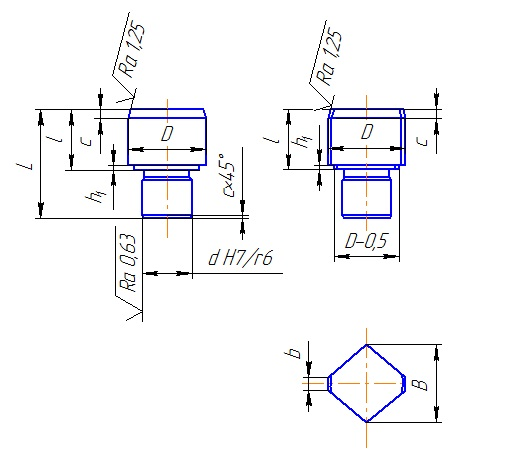 Ra 1,25
Ra 1,25
D
D
L
l
c
h1
c×45°
l
h1
c
Ra 0,63
d H7/r6
D-0,5
b
B